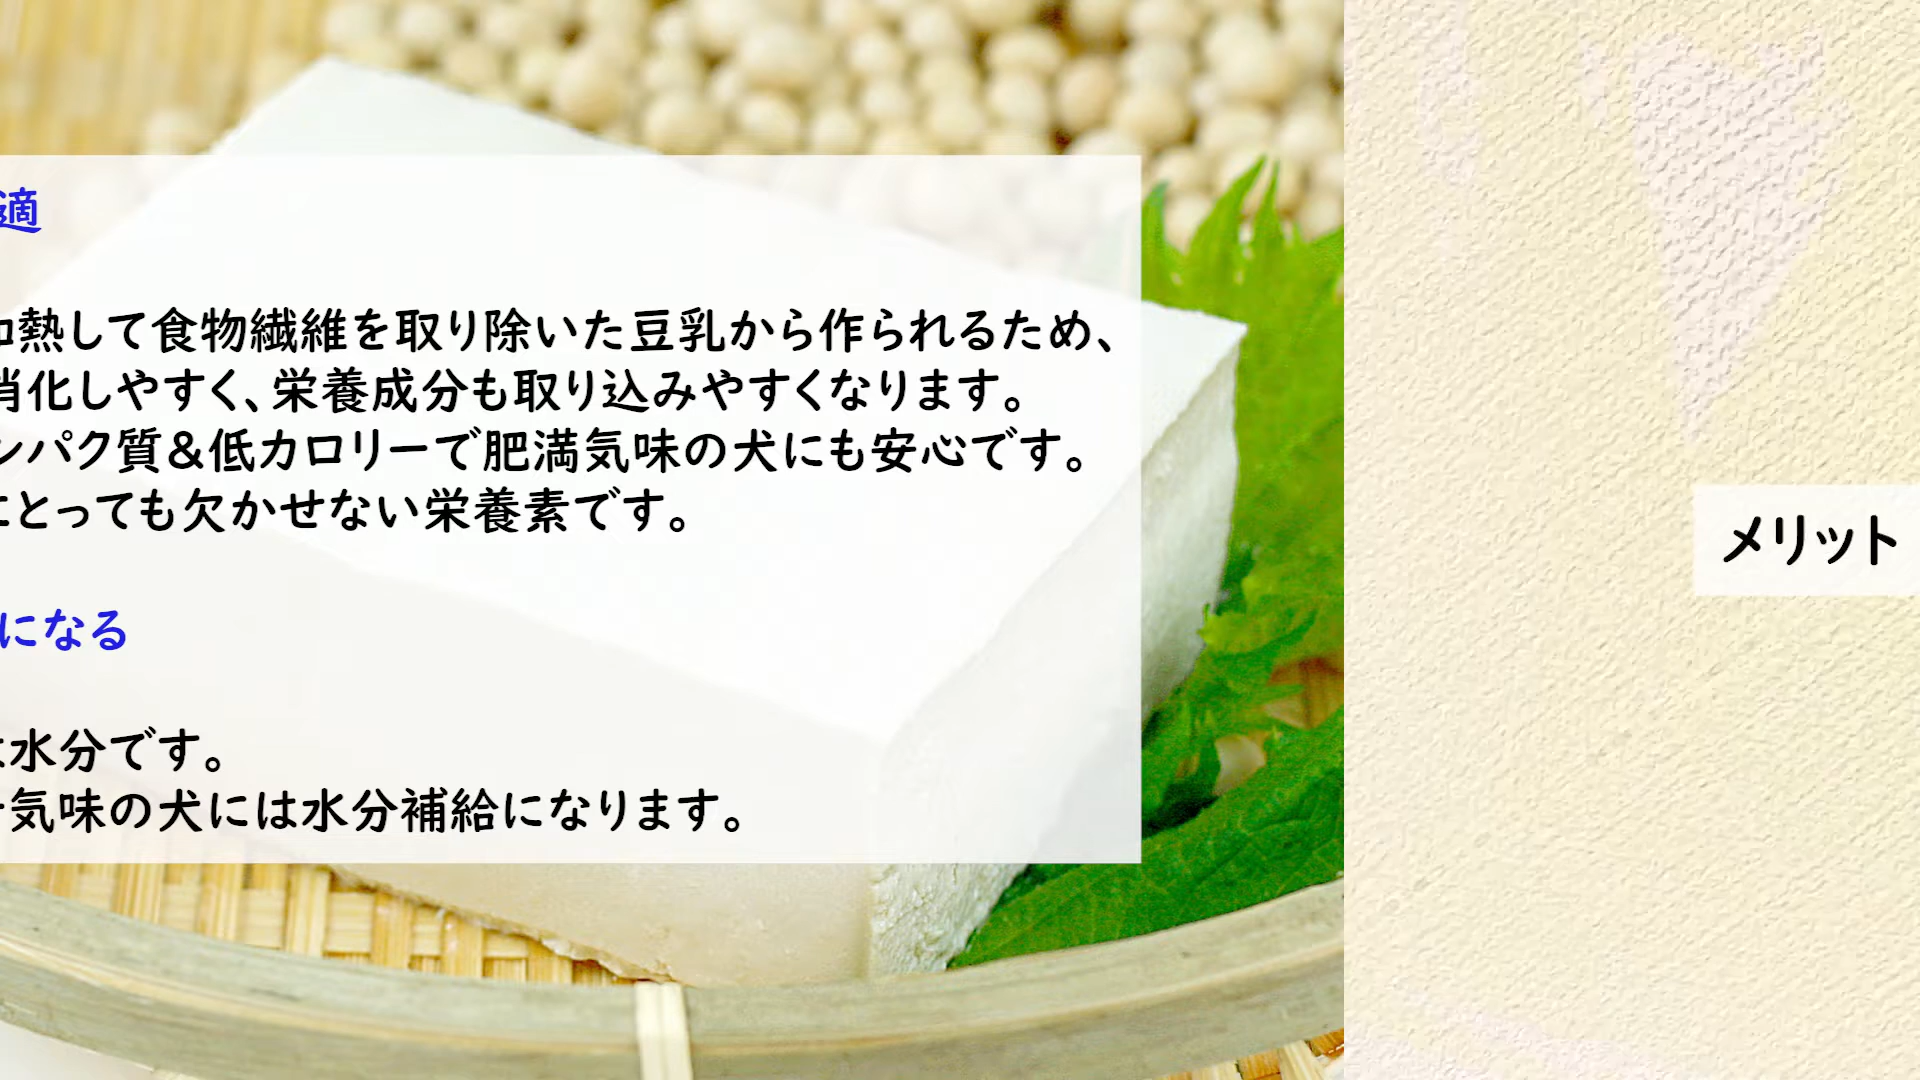 適
熱して食物繊維を取り除いた豆乳から作られるため、
消化しやすく、栄養成分も取り込みやすくなります。
ンパク質&低カロリーで肥満気味の犬にも安心です。
にとっても欠かせない栄養素です。
になる
は水分です。
気味の犬には水分補給になります。
メリット